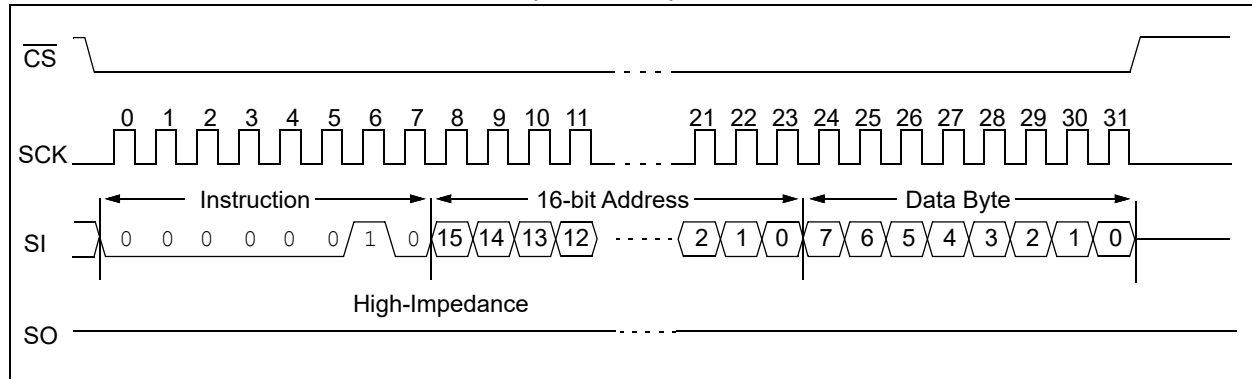 CS
0 1 2 3 4 5 6 7 8 9 10 11 21 22 23 24 25 26 27 28 29 30 31
SCK
Instruction 16-bit Address Data Byte
SI 0 0 0 0 0 0 1 0 15 14 13 12 2 1 0 7 6 5 4 3 2 1 0
High-Impedance
SO